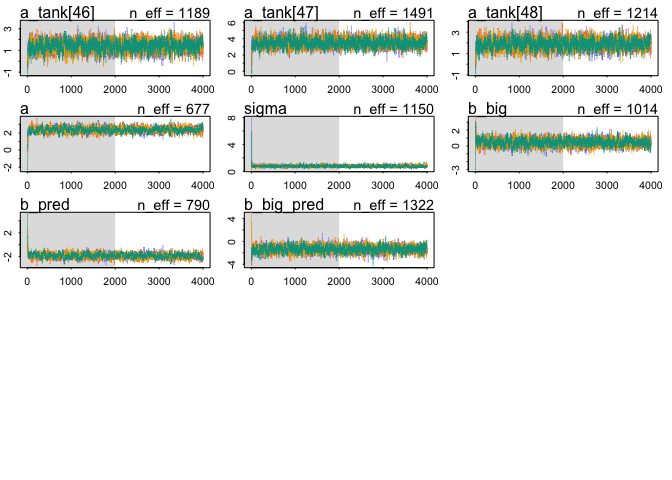 a_tank[46] n_eff = 1189
a_tank[47] n_eff = 1491
a_tank[48] n_eff = 1214
-1 1 3
0 2 4 6
-1 1 3
0 1000 2000 3000 4000
0 1000 2000 3000 4000
0 1000 2000 3000 4000
a n_eff = 677
sigma n_eff = 1150
b_big n_eff = 1014
-2 0 2
0 4 8
-3 0 2
0 1000 2000 3000 4000
0 1000 2000 3000 4000
0 1000 2000 3000 4000
b_pred n_eff = 790
b_big_pred n_eff = 1322
-2 2
-4 0 4
0 1000 2000 3000 4000
0 1000 2000 3000 4000